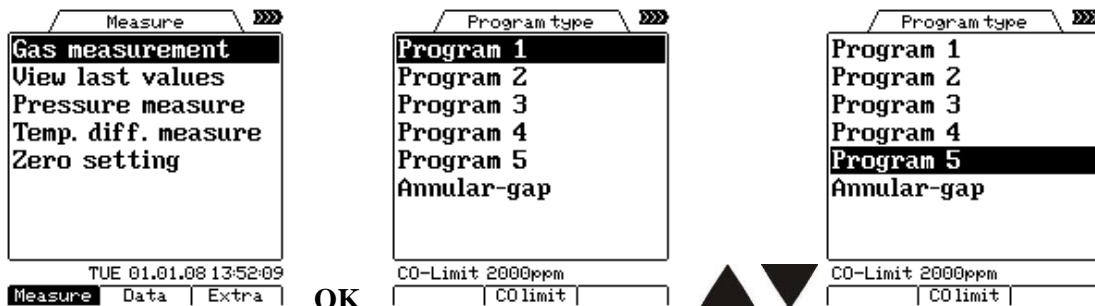 Measure
Gas measurement
View last values
Pressure measure
Temp. diff. measure
Zero setting
TUE 01.01.08 13:52:09
Measure Data Extra
OK
Program type
Program 1
Program 2
Program 3
Program 4
Program 5
Annular-gap
CO-Limit 2000ppm
CO limit
Program type
Program 1
Program 2
Program 3
Program 4
Program 5
Annular-gap
CO-Limit 2000ppm
CO limit